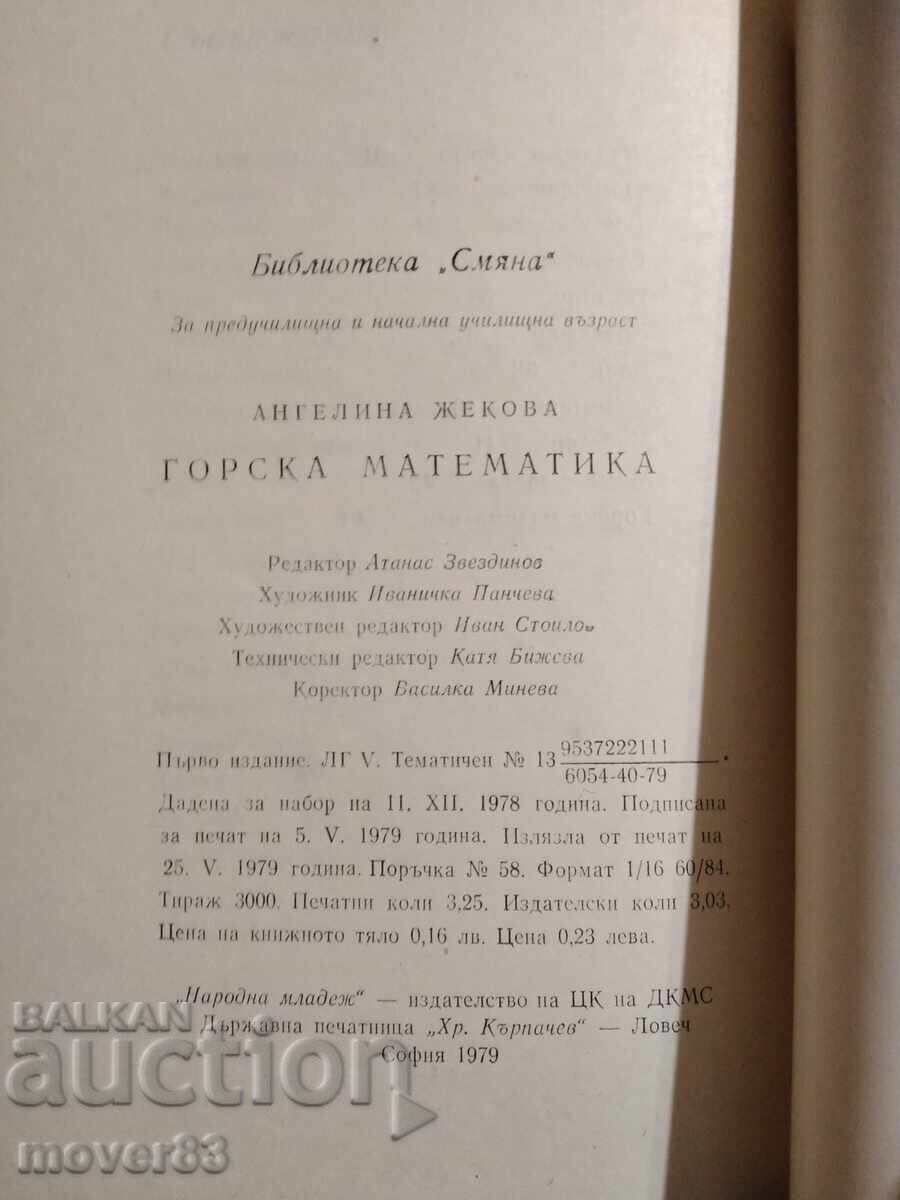 Библиотека „Смяна“
За предучилищна и начална училищна възраст
АНГЕЛИНА ЖЕКОВА
ГОРСКА МАТЕМАТИКА
Редактор Атанас Звездинов
Художник Иваничка Панчева
Художествен редактор Иван Стоилов
Технически редактор Катя Бижева
Коректор Василка Минева
Първо издание. ЛГ V. Тематичен № 13 9537222111
6054-40-79.
Дадена за набор на 11. XII. 1978 година. Подписана
за печат на 5. V. 1979 година. Излязла от печат на
25. V. 1979 година. Поръчка № 58. Формат 1/16 60/84.
Тираж 3000. Печатни коли 3,25. Издателски коли 3,03.
Цена на книжното тяло 0,16 лв. Цена 0,23 лева.
„Народна младеж“ — издателство на ЦК на ДКМС
Държавна печатница „Хр. Кърпачев“ — Ловеч
София 1979
BALKAN
auction
mover83